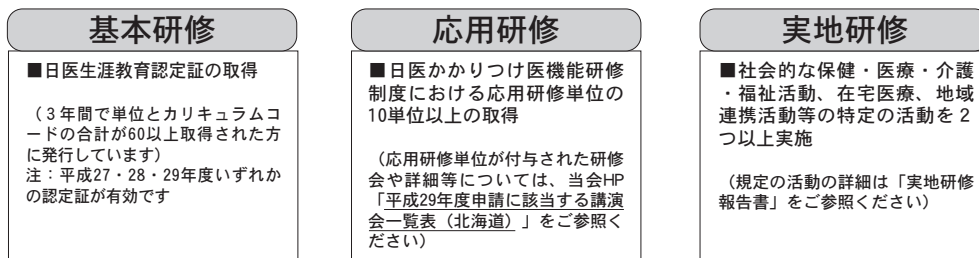 基本研修
■日医生涯教育認定証の取得
(3年間で単位とカリキュラムコ
ードの合計が60以上取得された方
に発行しています)
注:平成27・28・29年度いずれか
の認定証が有効です
応用研修
■日医かかりつけ医機能研修
制度における応用研修単位の
10単位以上の取得
(応用研修単位が付与された研修
会や詳細等については、当会HP
「平成29年度申請に該当する講演
会一覧表(北海道)」をご参照く
ださい)
実地研修
■社会的な保健・医療・介護
・福祉活動、在宅医療、地域
連携活動等の特定の活動を2
つ以上実施
(規定の活動の詳細は「実地研修
報告書」をご参照ください)